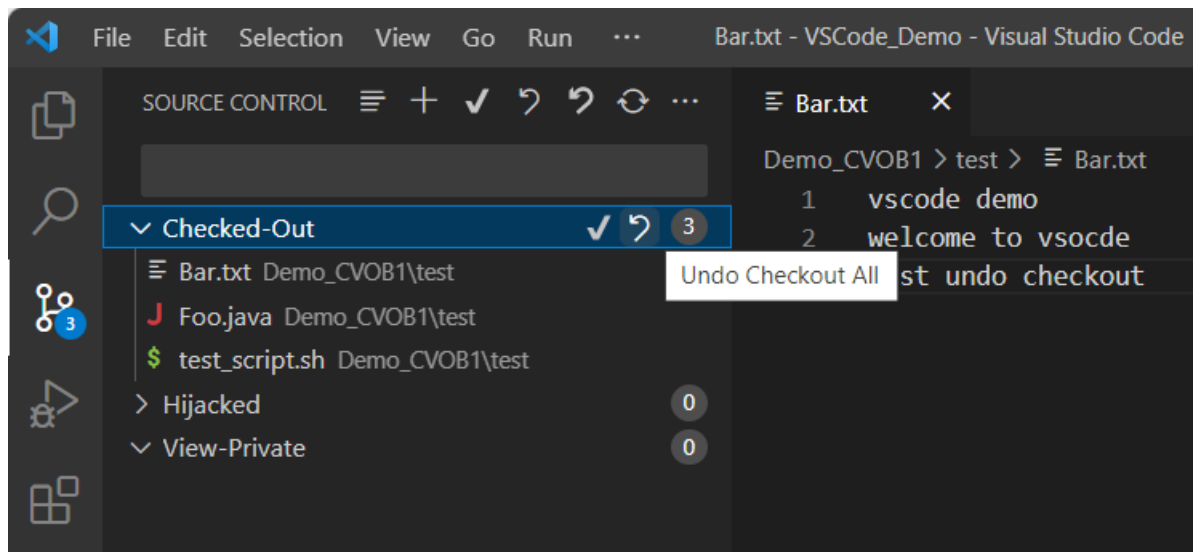 File Edit Selection View Go Run ··· Bar.txt - VSCode_Demo - Visual Studio Code
SOURCE CONTROL
Checked-Out 3
Bar.txt Demo_CVOB1\test
Foo.java Demo_CVOB1\test
test_script.sh Demo_CVOB1\test
Hijacked 0
View-Private 0
3
Undo Checkout All
Bar.txt
Demo_CVOB1 > test > Bar.txt
1 vscode demo
2 welcome to vsocde
st undo checkout